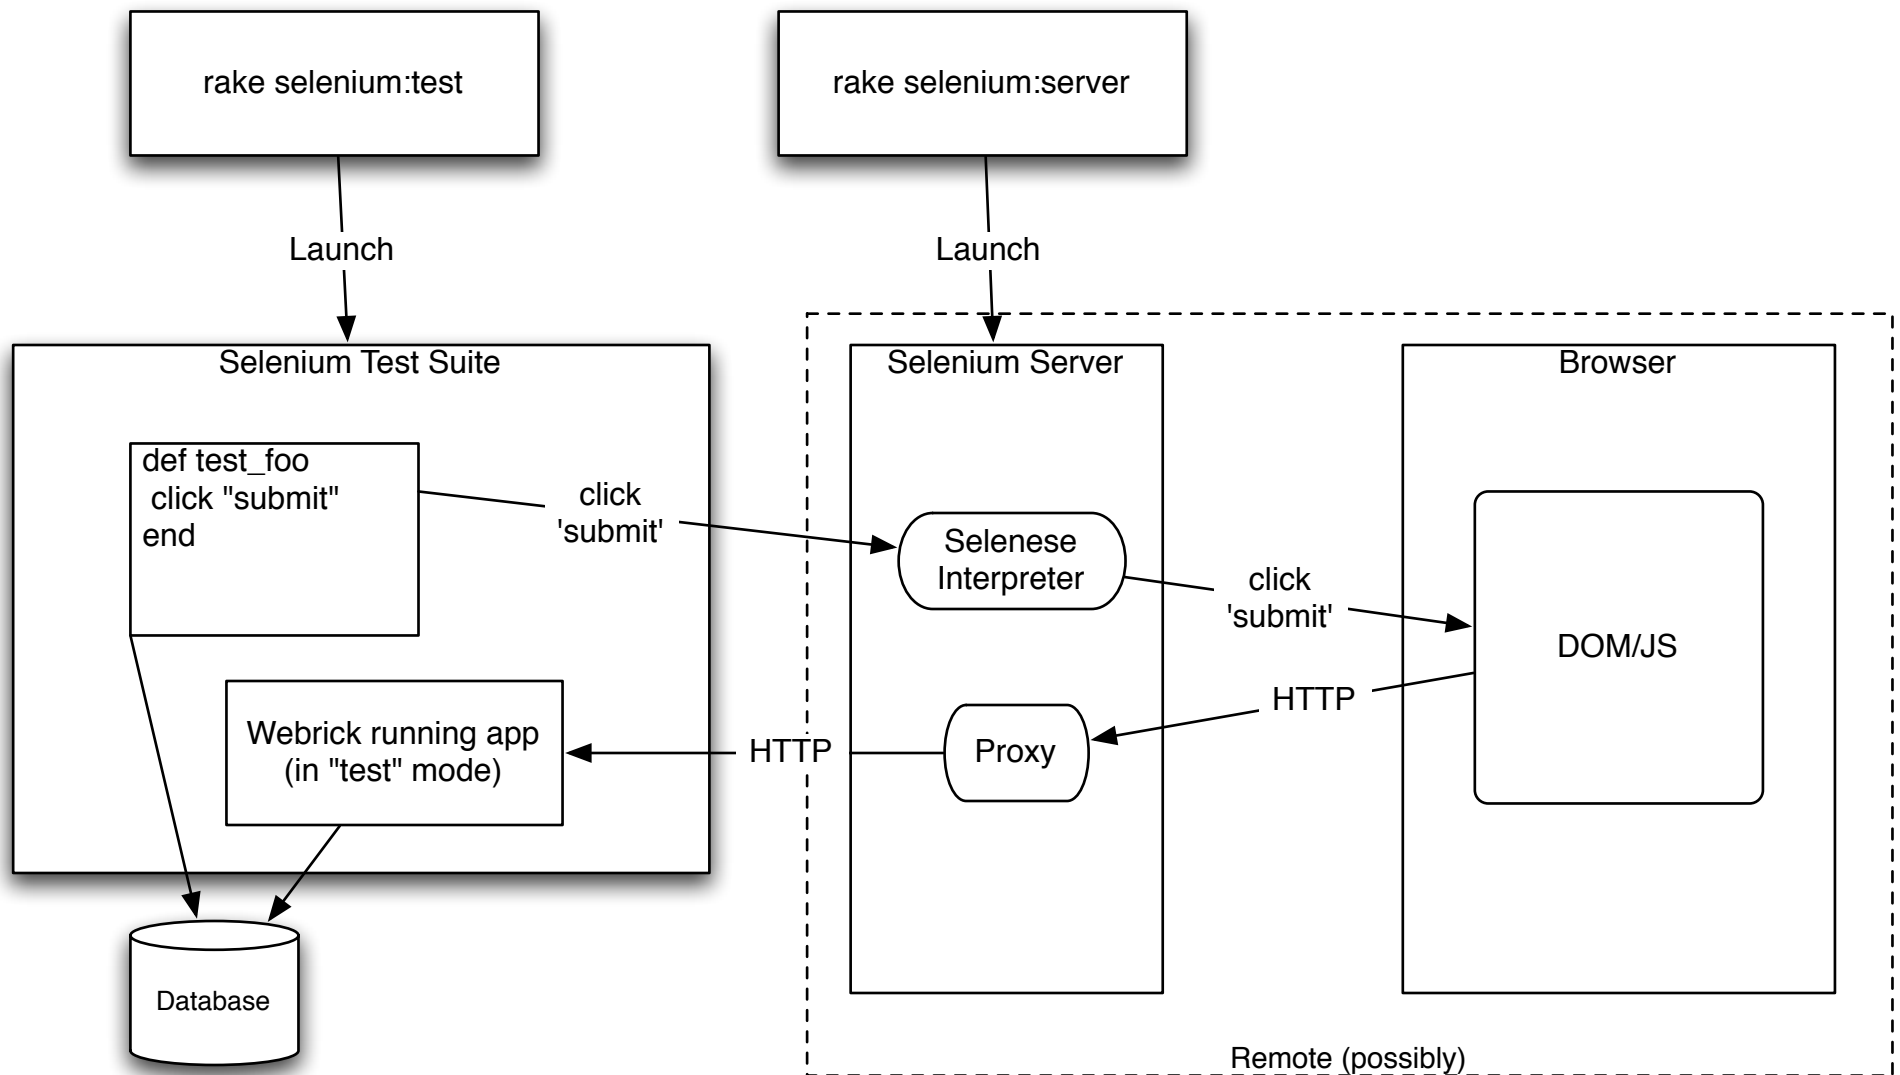 rake selenium:test
rake selenium:server
Launch
Launch
Selenium Test Suite
Selenium Server
Browser
def test_foo
click "submit"
end
click
'submit'
Selenese
Interpreter
click
'submit'
DOM/JS
HTTP
Webrick running app
(in "test" mode)
HTTP
Proxy
Database
Remote (possibly)